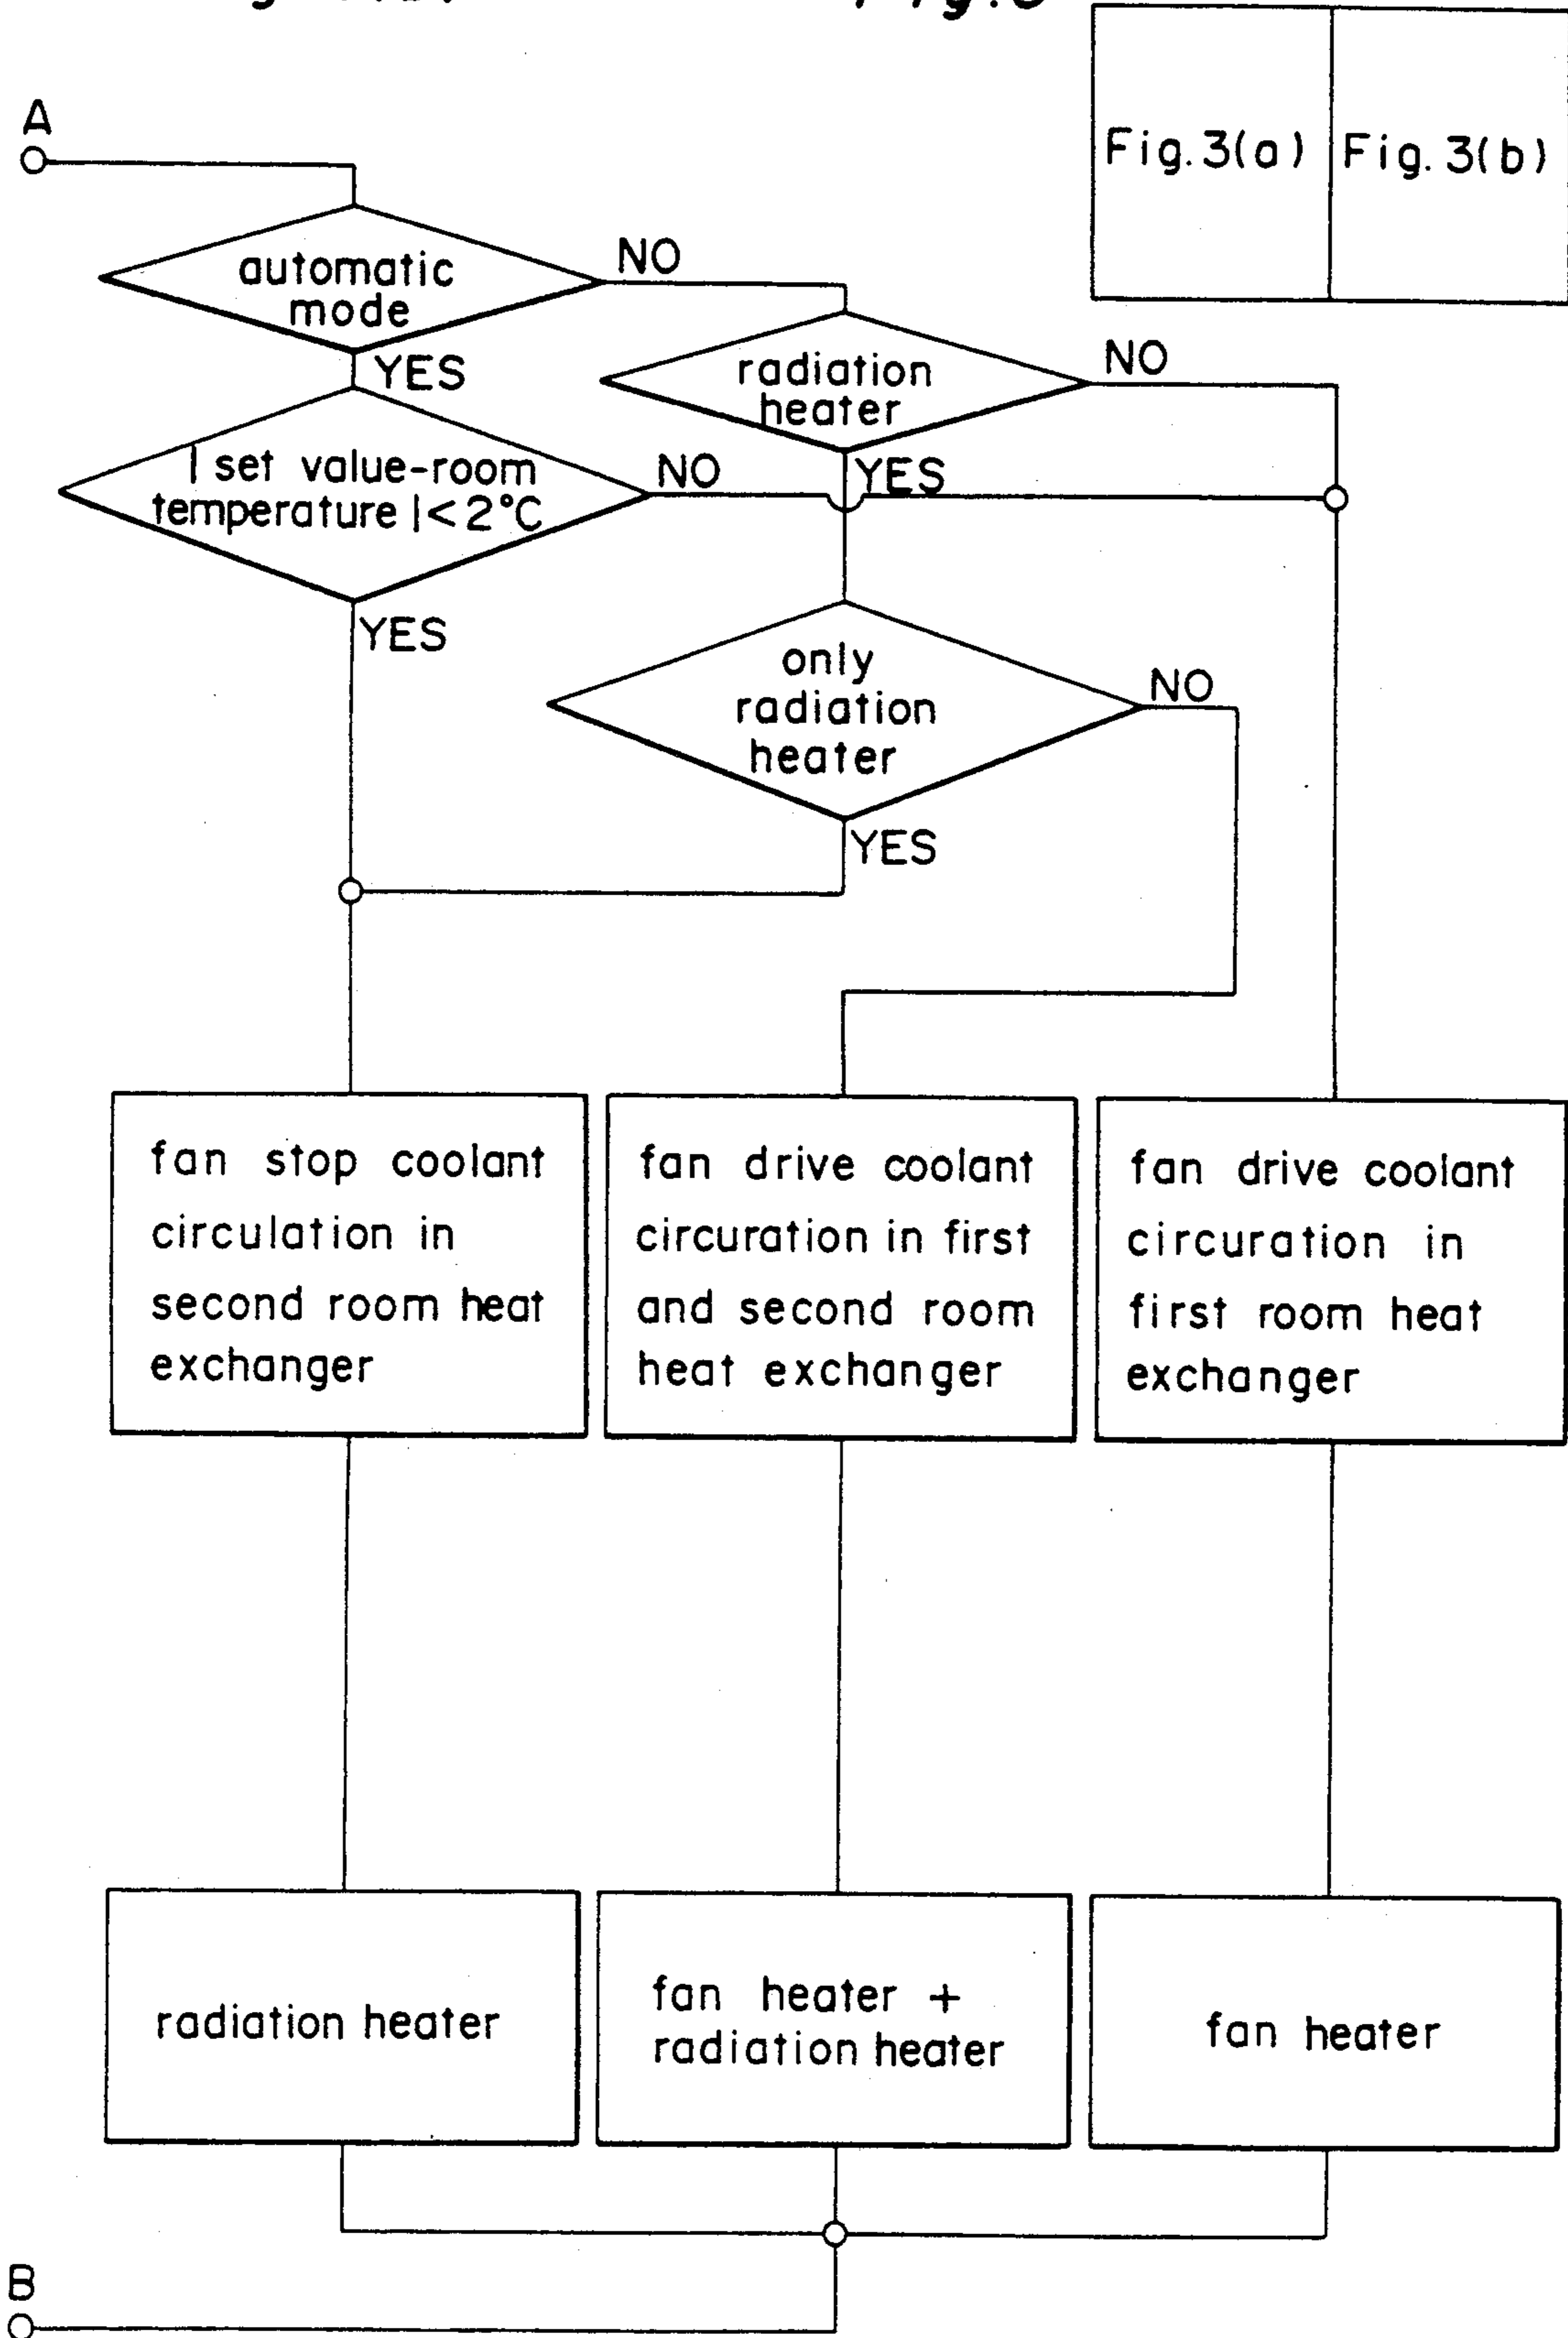 Fig.3
Fig. 3(a) Fig. 3(b)
A
automatic
mode
NO
YES
radiation
heater
NO
YES
| set value-room
temperature | < 2°C
NO
YES
only
radiation
heater
NO
YES
fan stop coolant
circulation in
second room heat
exchanger
fan drive coolant
circuration in first
and second room
heat exchanger
fan drive coolant
circuration in
first room heat
exchanger
radiation heater
fan heater +
radiation heater
fan heater
B